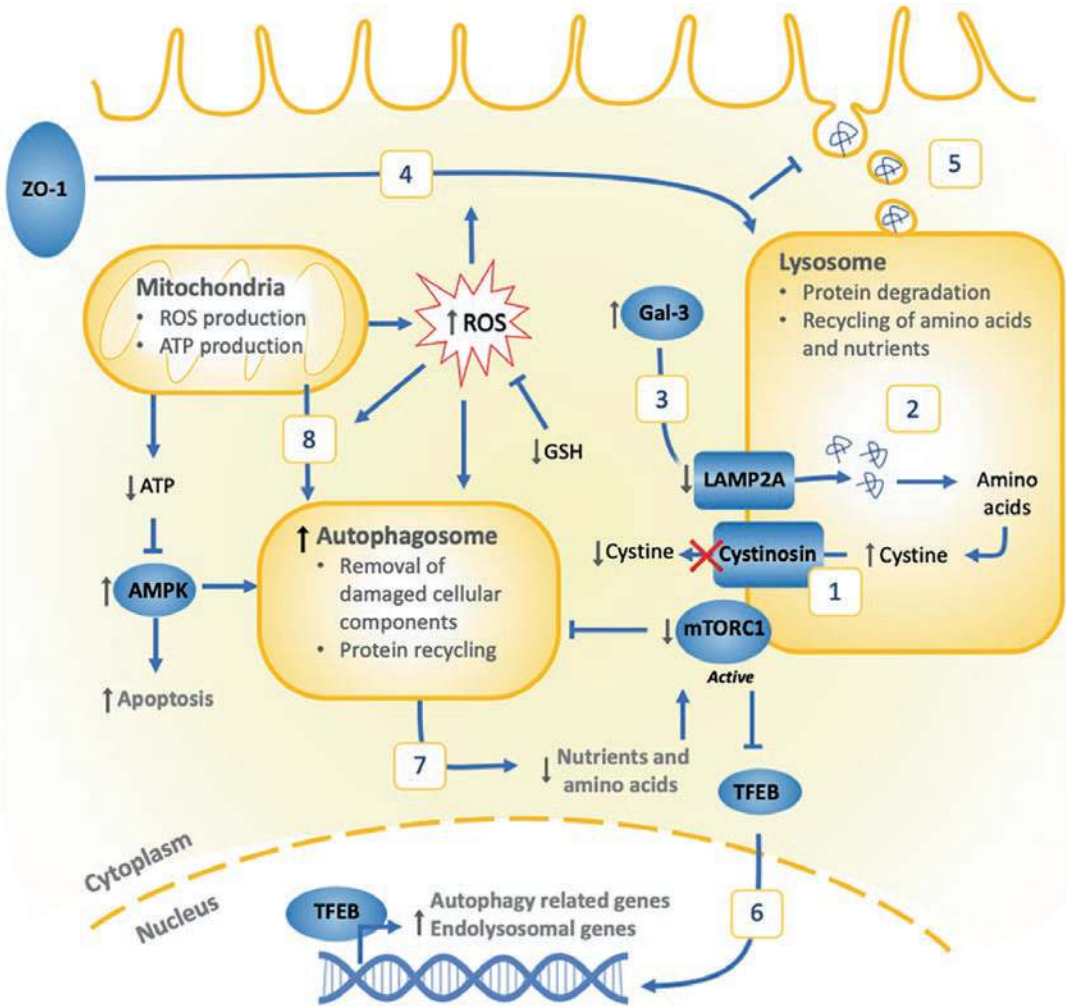 4
5
ZO-1
Lysosome
• Protein degradation
• Recycling of amino acids
and nutrients
Mitochondria
• ROS production
• ATP production
↑ ROS
↑ Gal-3
3
2
8
↓GSH
↓ATP
↓ LAMP2A
Amino
acids
↑ Autophagosome
• Removal of
damaged cellular
components
• Protein recycling
↓Cystine
Cystinosin
↑ Cystine
1
↑ AMPK
↓ mTORC1
Active
↑Apoptosis
7
↓ Nutrients and
amino acids
TFEB
Cytoplasm
Nucleus
TFEB
↑ Autophagy related genes
Endolysosomal genes
6